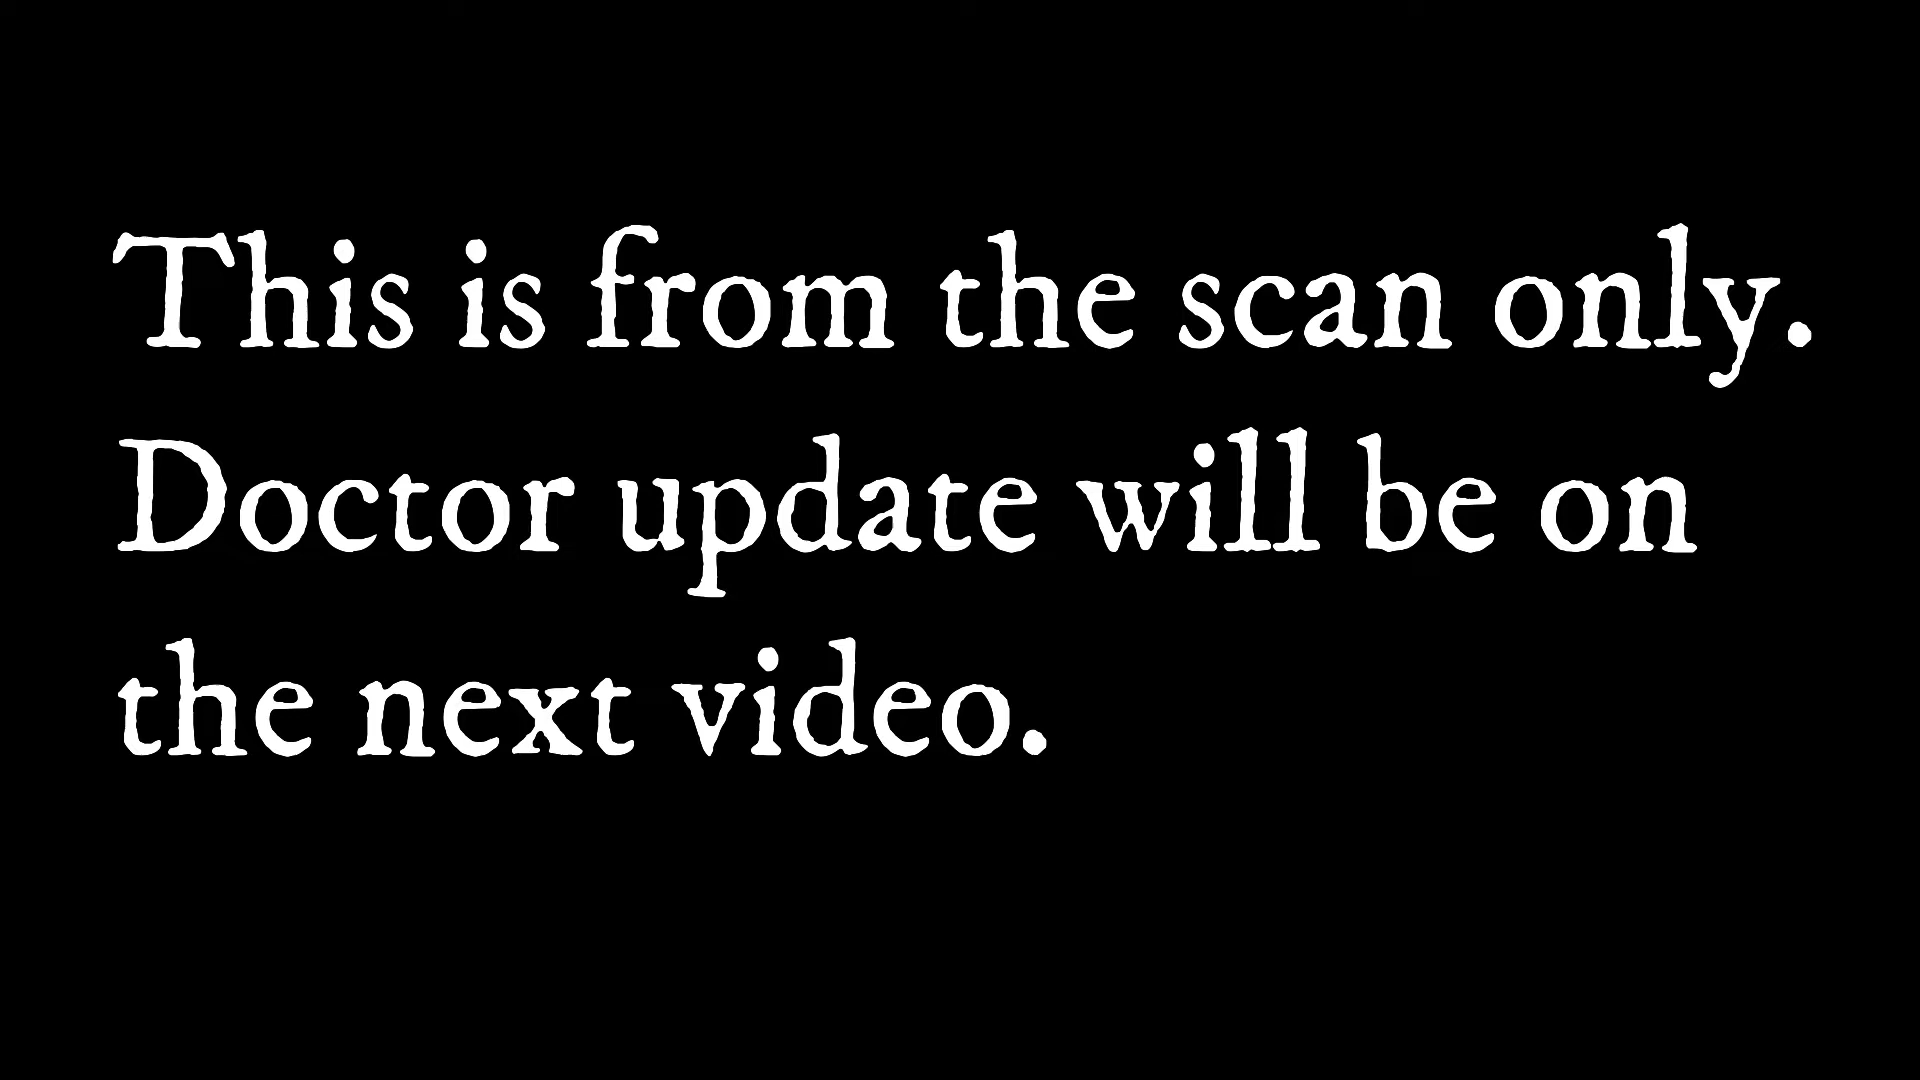 This is from the scan only.
Doctor update will be on
the next video.